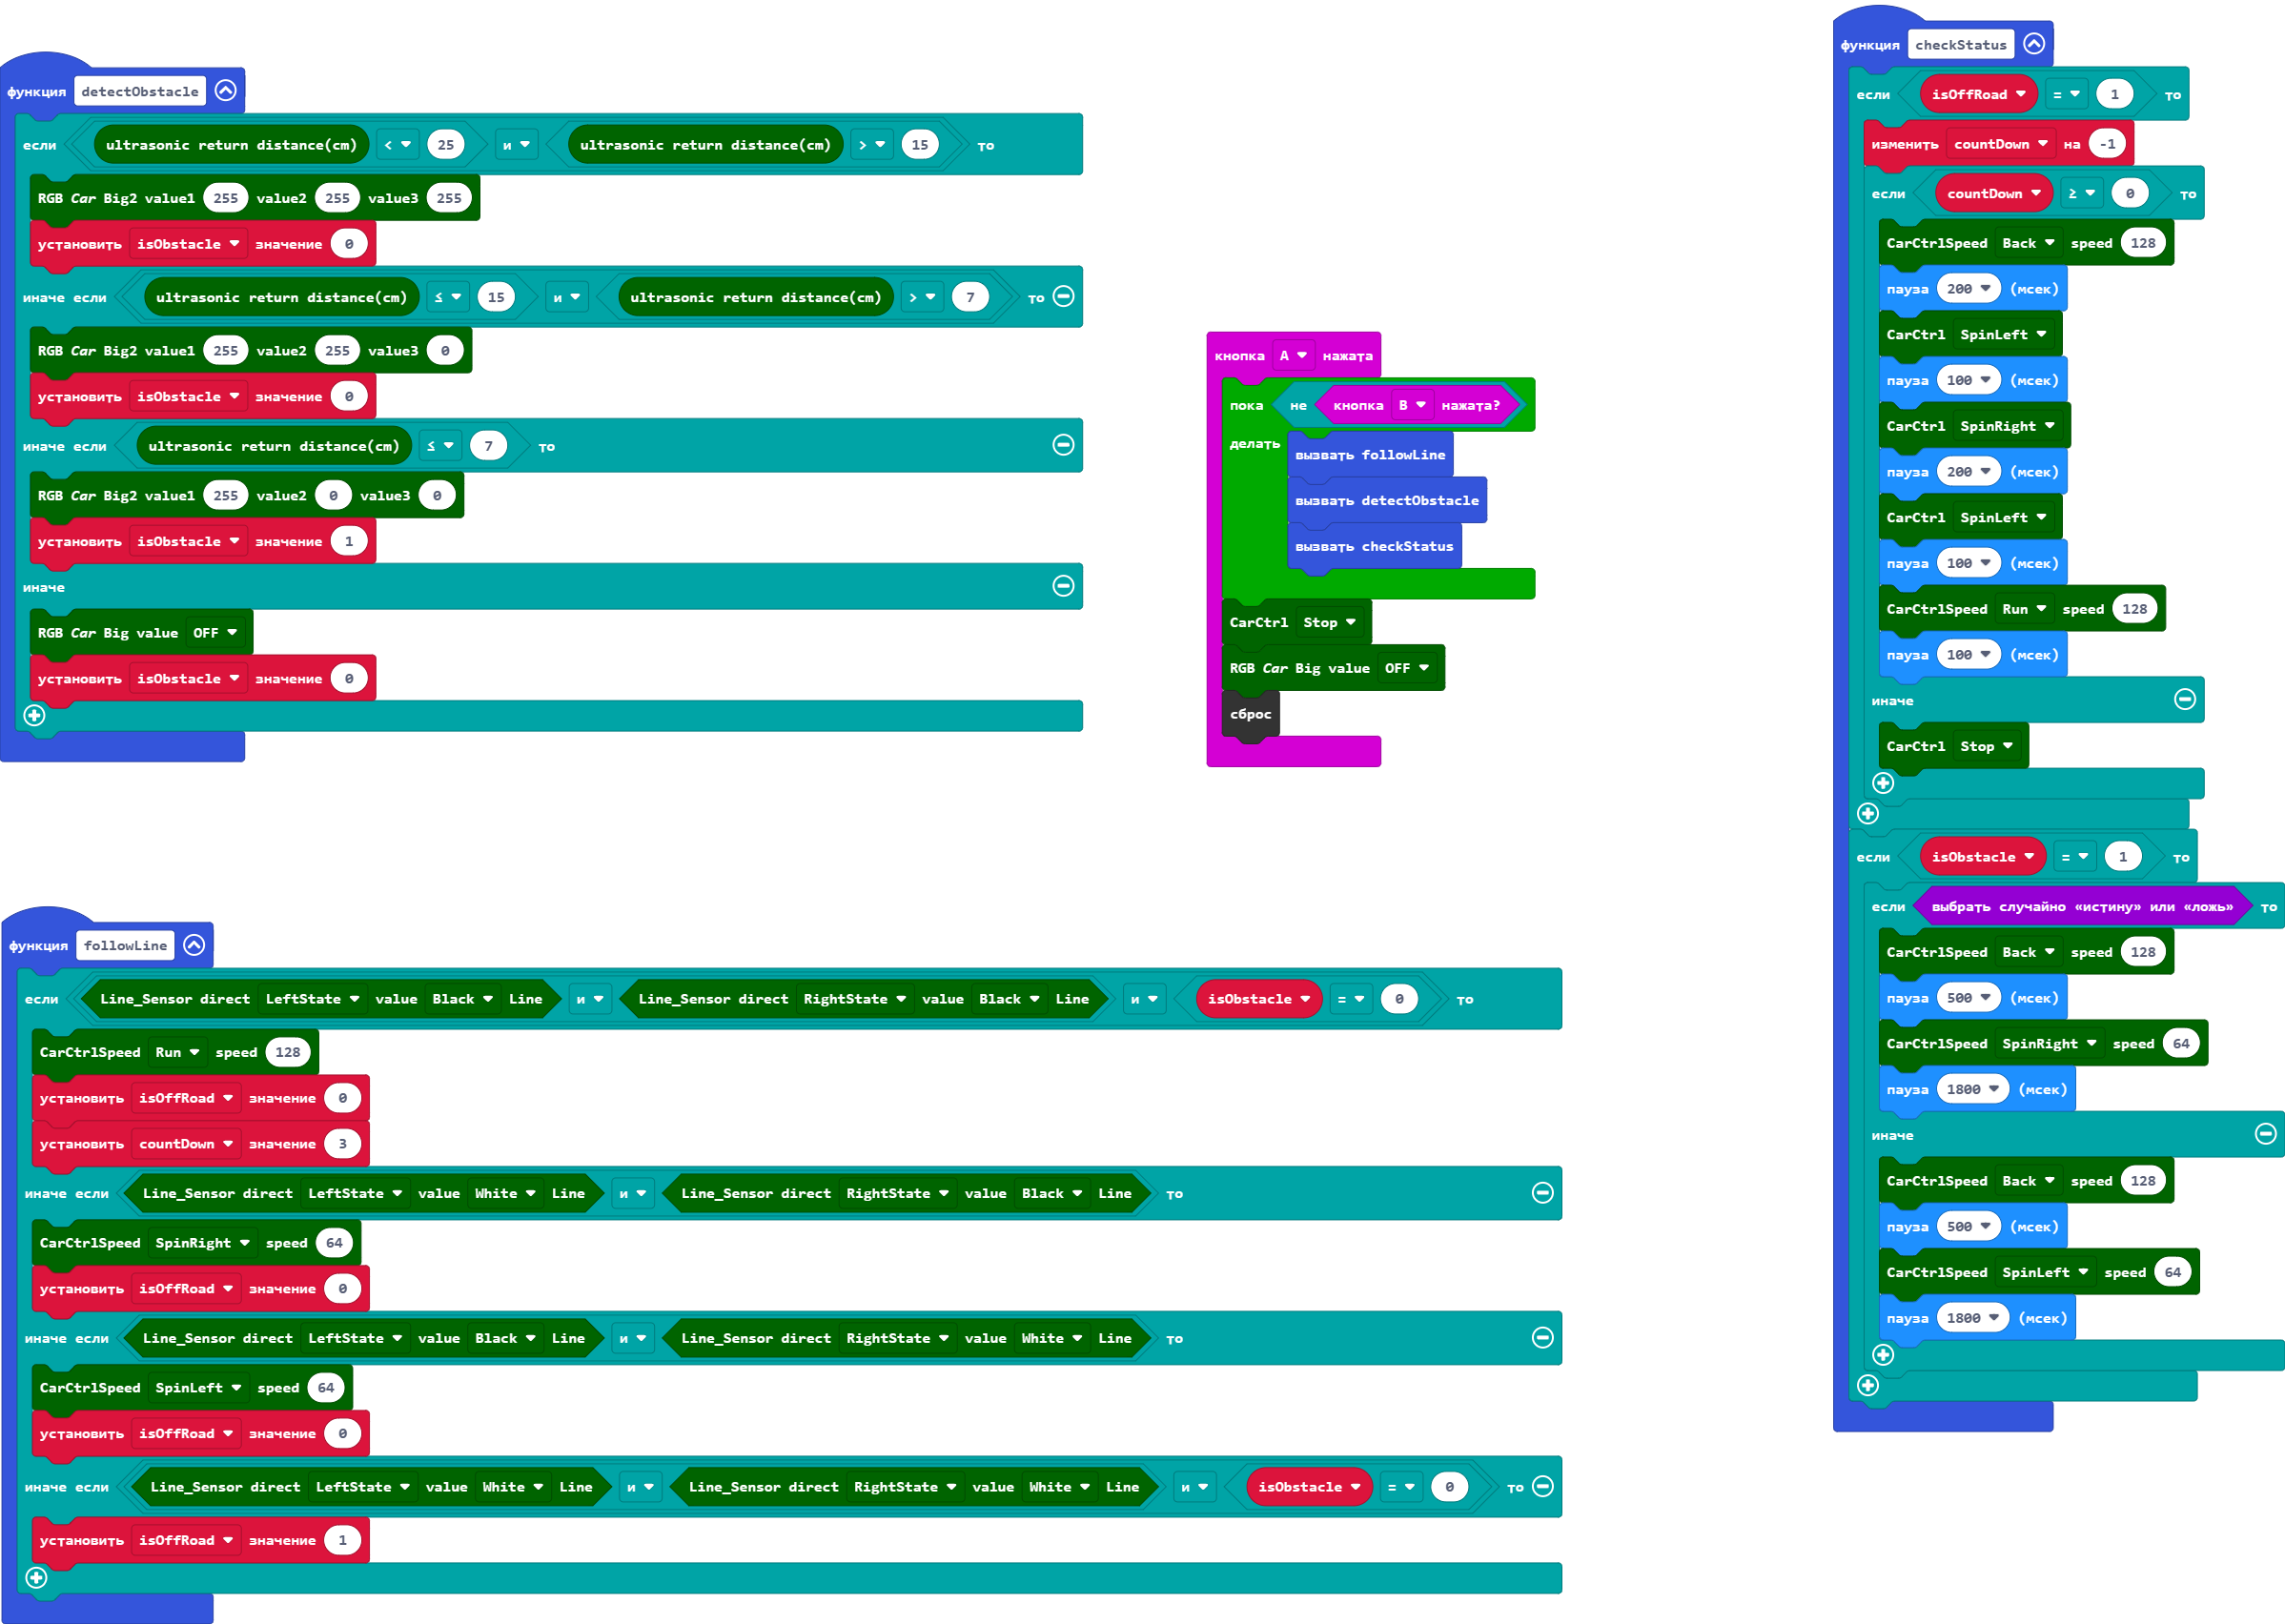 функция detectObstacle
если ultrasonic return distance(cm) < 25 и ultrasonic return distance(cm) > 15 то
RGB Car Big2 value1 255 value2 255 value3 255
установить isObstacle значение 0
иначе если ultrasonic return distance(cm) ≤ 15 и ultrasonic return distance(cm) > 7 то
RGB Car Big2 value1 255 value2 255 value3 0
установить isObstacle значение 0
иначе если ultrasonic return distance(cm) ≤ 7 то
RGB Car Big2 value1 255 value2 0 value3 0
установить isObstacle значение 1
иначе
RGB Car Big value OFF
установить isObstacle значение 0
кнопка A нажата
пока не кнопка B нажата?
делать
вызвать followLine
вызвать detectObstacle
вызвать checkStatus
CarCtrl Stop
RGB Car Big value OFF
сброс
функция followLine
если Line_Sensor direct LeftState value Black Line и Line_Sensor direct RightState value Black Line и isObstacle = 0 то
CarCtrlSpeed Run speed 128
установить isOffRoad значение 0
установить countDown значение 3
иначе если Line_Sensor direct LeftState value White Line и Line_Sensor direct RightState value Black Line то
CarCtrlSpeed SpinRight speed 64
установить isOffRoad значение 0
иначе если Line_Sensor direct LeftState value Black Line и Line_Sensor direct RightState value White Line то
CarCtrlSpeed SpinLeft speed 64
установить isOffRoad значение 0
иначе если Line_Sensor direct LeftState value White Line и Line_Sensor direct RightState value White Line и isObstacle = 0 то
установить isOffRoad значение 1
функция checkStatus
если isOffRoad = 1 то
изменить countDown на -1
если countDown ≥ 0 то
CarCtrlSpeed Back speed 128
пауза 200 (мсек)
CarCtrl SpinLeft
пауза 100 (мсек)
CarCtrl SpinRight
пауза 200 (мсек)
CarCtrl SpinLeft
пауза 100 (мсек)
CarCtrlSpeed Run speed 128
пауза 100 (мсек)
иначе
CarCtrl Stop
если isObstacle = 1 то
если выбрать случайно «истину» или «ложь» то
CarCtrlSpeed Back speed 128
пауза 500 (мсек)
CarCtrlSpeed SpinRight speed 64
пауза 1800 (мсек)
иначе
CarCtrlSpeed Back speed 128
пауза 500 (мсек)
CarCtrlSpeed SpinLeft speed 64
пауза 1800 (мсек)